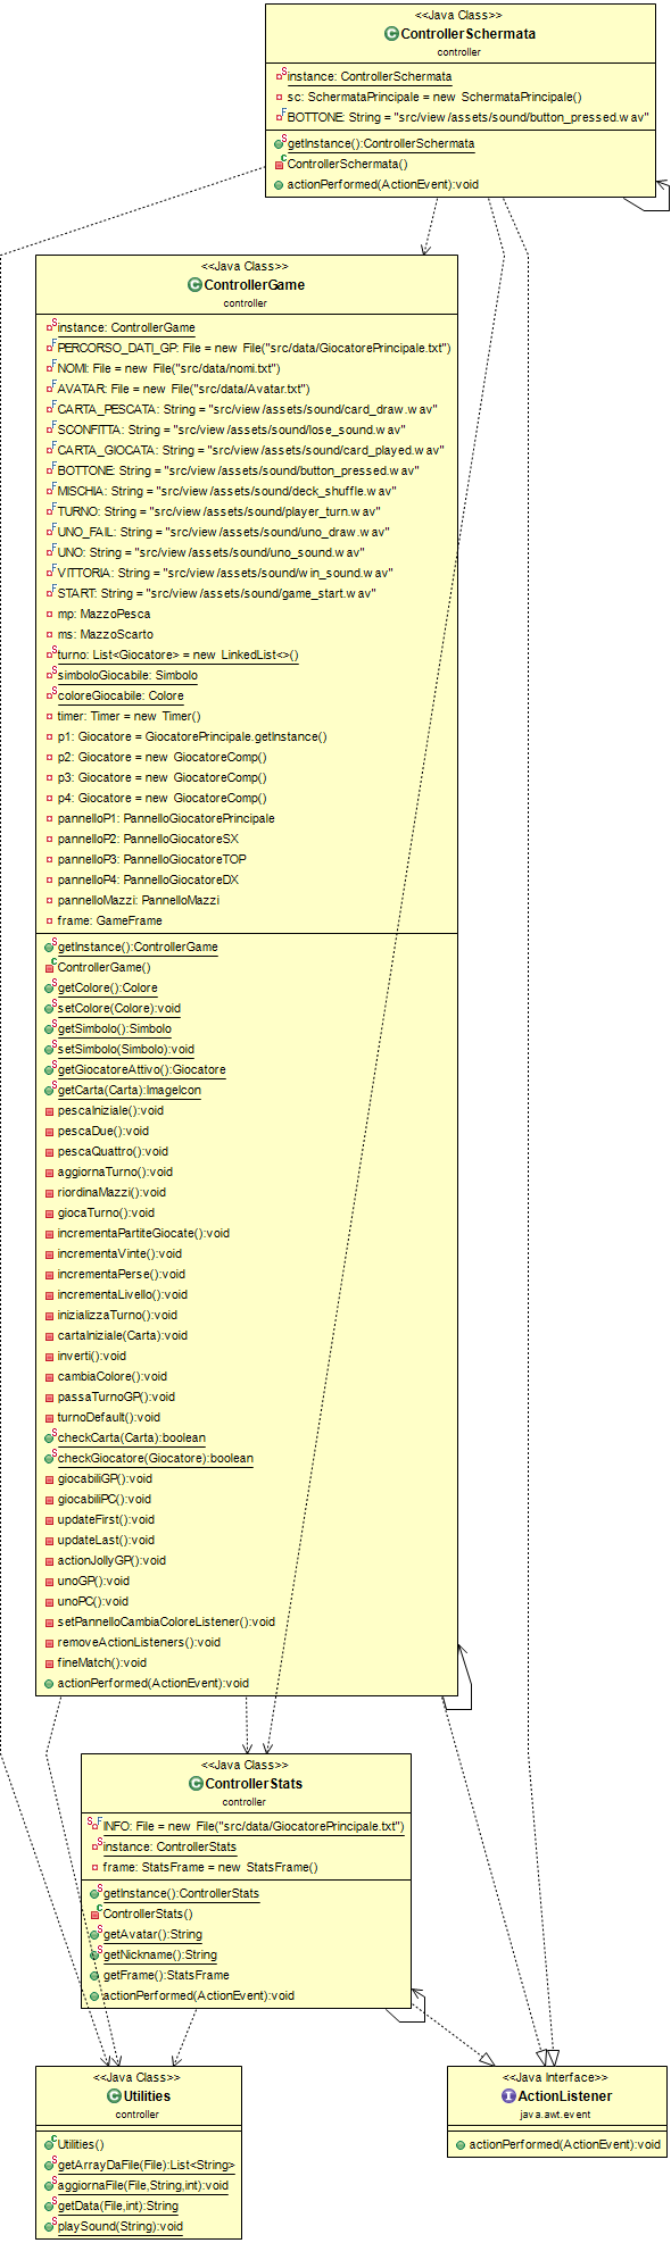 <<Java Class>>
ControllerSchermata
controller
instance: ControllerSchermata
sc: SchermataPrincipale = new SchermataPrincipale()
BOTTONE: String = "src/view/assets/sound/button_pressed.wav"
getInstance():ControllerSchermata
ControllerSchermata()
actionPerformed(ActionEvent):void
<<Java Class>>
ControllerGame
controller
instance: ControllerGame
PERCORSO_DATI_GP: File = new File("src/data/GiocatorePrincipale.txt")
NOMI: File = new File("src/data/nomi.txt")
AVATAR: File = new File("src/data/Avatar.txt")
CARTA_PESCATA: String = "src/view/assets/sound/card_draw.wav"
SCONFITTA: String = "src/view/assets/sound/lose_sound.wav"
CARTA_GIOCATA: String = "src/view/assets/sound/card_played.wav"
BOTTONE: String = "src/view/assets/sound/button_pressed.wav"
MISCHIA: String = "src/view/assets/sound/deck_shuffle.wav"
TURNO: String = "src/view/assets/sound/player_turn.wav"
UNO_FAIL: String = "src/view/assets/sound/uno_draw.wav"
UNO: String = "src/view/assets/sound/uno_sound.wav"
VITTORIA: String = "src/view/assets/sound/win_sound.wav"
START: String = "src/view/assets/sound/game_start.wav"
mp: MazzoPesca
ms: MazzoScarto
turno: List<Giocatore> = new LinkedList<>()
simboloGiocabile: Simbolo
coloreGiocabile: Colore
timer: Timer = new Timer()
p1: Giocatore = GiocatorePrincipale.getInstance()
p2: Giocatore = new GiocatoreComp()
p3: Giocatore = new GiocatoreComp()
p4: Giocatore = new GiocatoreComp()
pannelloP1: PannelloGiocatorePrincipale
pannelloP2: PannelloGiocatoreSX
pannelloP3: PannelloGiocatoreTOP
pannelloP4: PannelloGiocatoreDX
pannelloMazzi: PannelloMazzi
frame: GameFrame
getInstance():ControllerGame
ControllerGame()
getColore():Colore
setColore(Colore):void
getSimbolo():Simbolo
setSimbolo(Simbolo):void
getGiocatoreAttivo():Giocatore
getCarta(Carta):ImageIcon
pescaIniziale():void
pescaDue():void
pescaQuattro():void
aggiornaTurno():void
riordinaMazzi():void
giocaTurno():void
incrementaPartiteGiocate():void
incrementaVinte():void
incrementaPerse():void
incrementaLivello():void
inizializzaTurno():void
cartaIniziale(Carta):void
inverti():void
cambiaColore():void
passaTurnoGP():void
turnoDefault():void
checkCarta(Carta):boolean
checkGiocatore(Giocatore):boolean
giocabiliGP():void
giocabiliPC():void
updateFirst():void
updateLast():void
actionJollyGP():void
unoGP():void
unoPC():void
setPannelloCambiaColoreListener():void
removeActionListeners():void
fineMatch():void
actionPerformed(ActionEvent):void
<<Java Class>>
ControllerStats
controller
INFO: File = new File("src/data/GiocatorePrincipale.txt")
instance: ControllerStats
frame: StatsFrame = new StatsFrame()
getInstance():ControllerStats
ControllerStats()
getAvatar():String
getNickname():String
getFrame():StatsFrame
actionPerformed(ActionEvent):void
<<Java Class>>
Utilities
controller
Utilities()
getArrayDaFile(File):List<String>
aggiornaFile(File,String,int):void
getData(File,int):String
playSound(String):void
<<Java Interface>>
ActionListener
java.awt.event
actionPerformed(ActionEvent):void